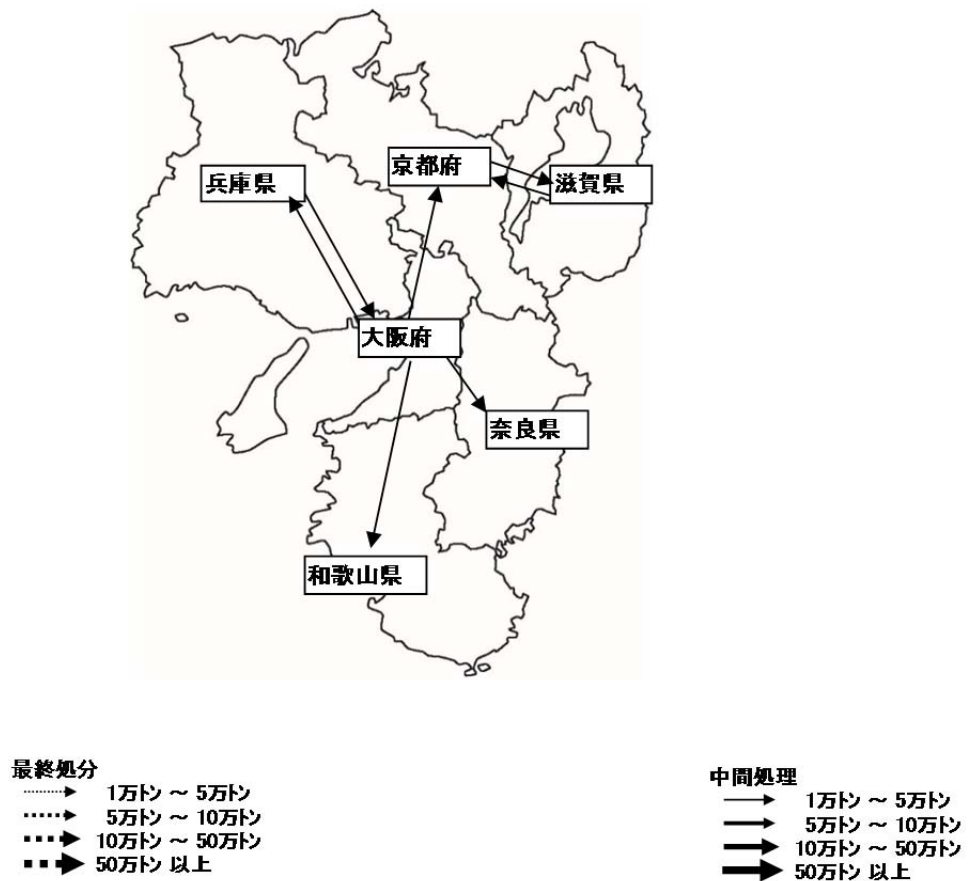 京都府
兵庫県
滋賀県
大阪府
奈良県
和歌山県
最終処分
1万トン ～ 5万トン
5万トン ～ 10万トン
10万トン ～ 50万トン
50万トン 以上
中間処理
1万トン ～ 5万トン
5万トン ～ 10万トン
10万トン ～ 50万トン
50万トン 以上